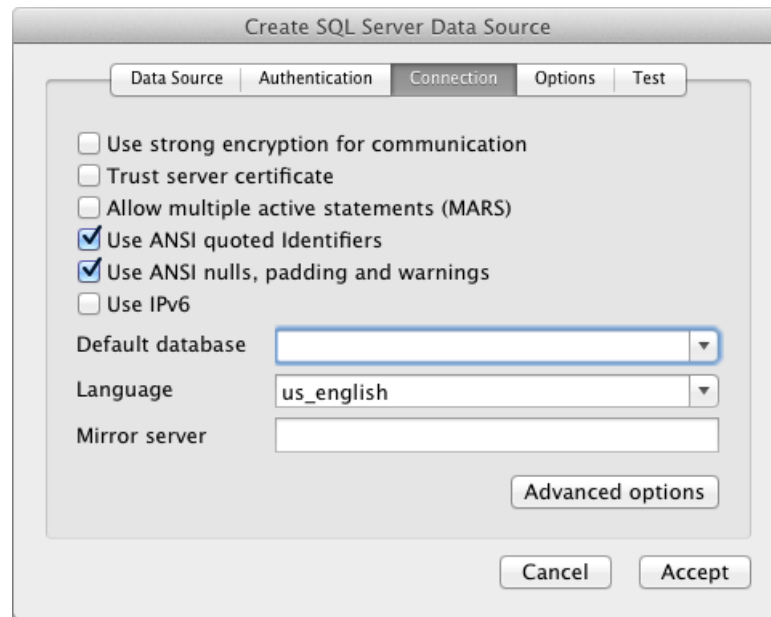 Create SQL Server Data Source
Data Source Authentication Connection Options Test
Use strong encryption for communication
Trust server certificate
Allow multiple active statements (MARS)
Use ANSI quoted Identifiers
Use ANSI nulls, padding and warnings
Use IPv6
Default database
Language us_english
Mirror server
Advanced options
Cancel Accept